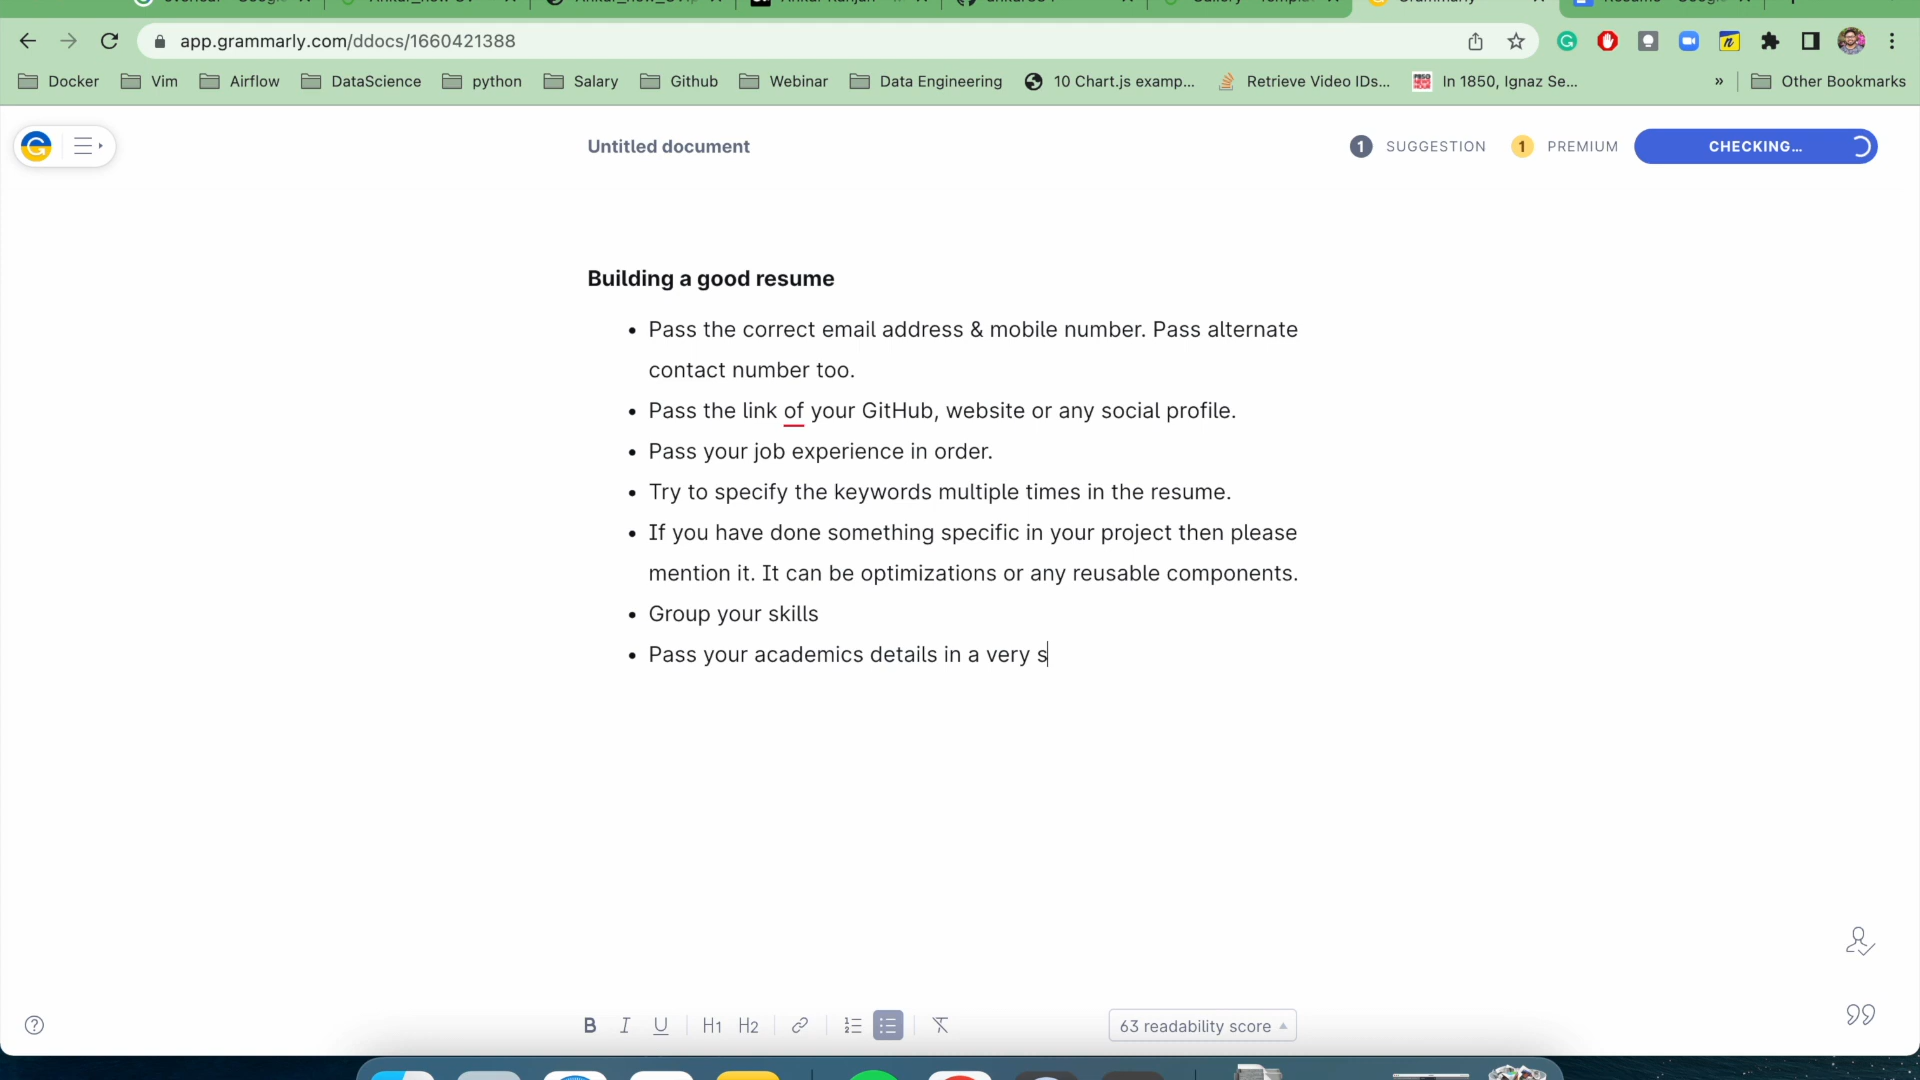 app.grammarly.com/ddocs/1660421388
Docker Vim Airflow DataScience python Salary Github Webinar Data Engineering 10 Chart.js examp... Retrieve Video IDs... In 1850, Ignaz Se... » Other Bookmarks
Untitled document 1 SUGGESTION 1 PREMIUM CHECKING...
Building a good resume
• Pass the correct email address & mobile number. Pass alternate
contact number too.
• Pass the link of your GitHub, website or any social profile.
• Pass your job experience in order.
• Try to specify the keywords multiple times in the resume.
• If you have done something specific in your project then please
mention it. It can be optimizations or any reusable components.
• Group your skills
• Pass your academics details in a very s
B I U H1 H2 63 readability score